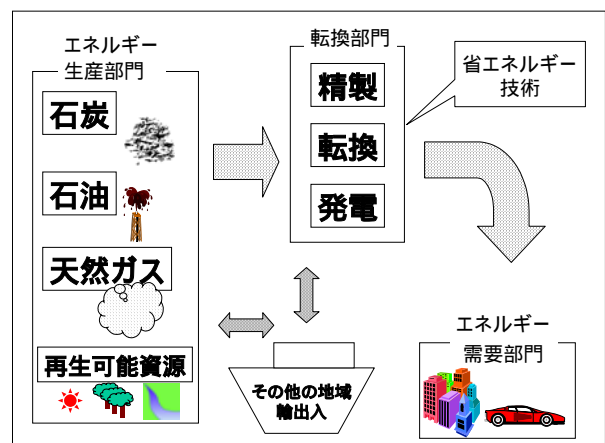 エネルギー
生産部門
石炭
石油
天然ガス
再生可能資源
転換部門
精製
転換
発電
省エネルギー
技術
その他の地域
輸出入
エネルギー
需要部門